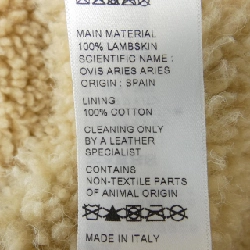 MAIN MATERIAL
100% LAMBSKIN
SCIENTIFIC NAME :
OVIS ARIES ARIES
ORIGIN : SPAIN
LINING
100% COTTON
CLEANING ONLY
BY A LEATHER
SPECIALIST
CONTAINS
NON-TEXTILE PARTS
OF ANIMAL ORIGIN
MADE IN ITALY